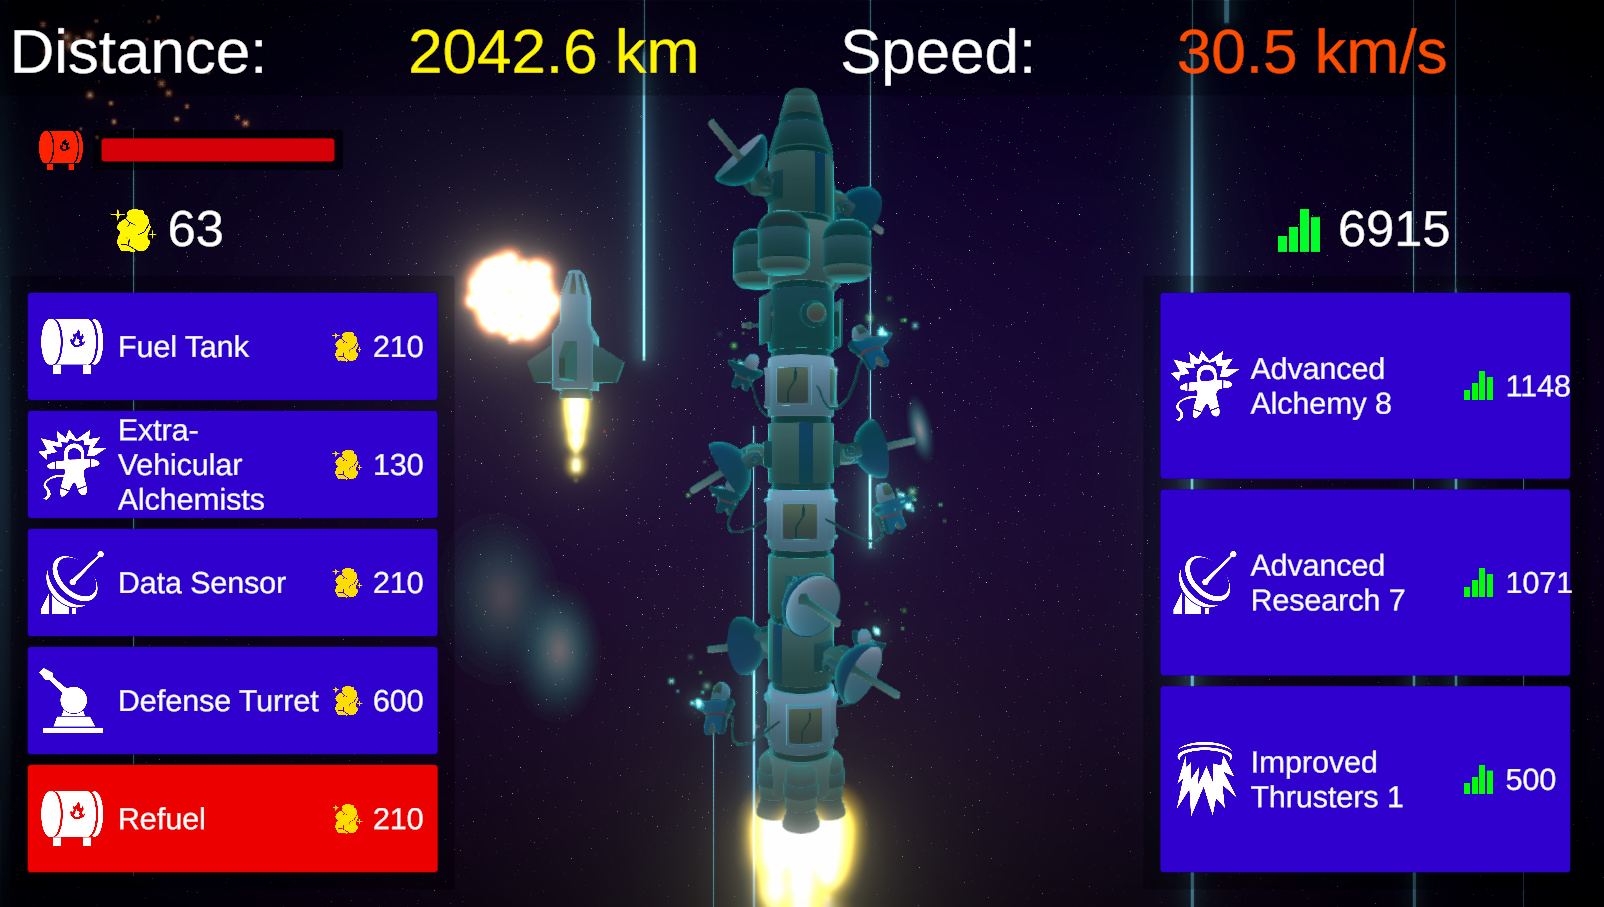 Distance: 2042.6 km Speed: 30.5 km/s
63
6915
Fuel Tank 210
Extra-
Vehicular 130
Alchemists
Data Sensor 210
Defense Turret 600
Refuel 210
Advanced
Alchemy 8 1148
Advanced
Research 7 1071
Improved
Thrusters 1 500